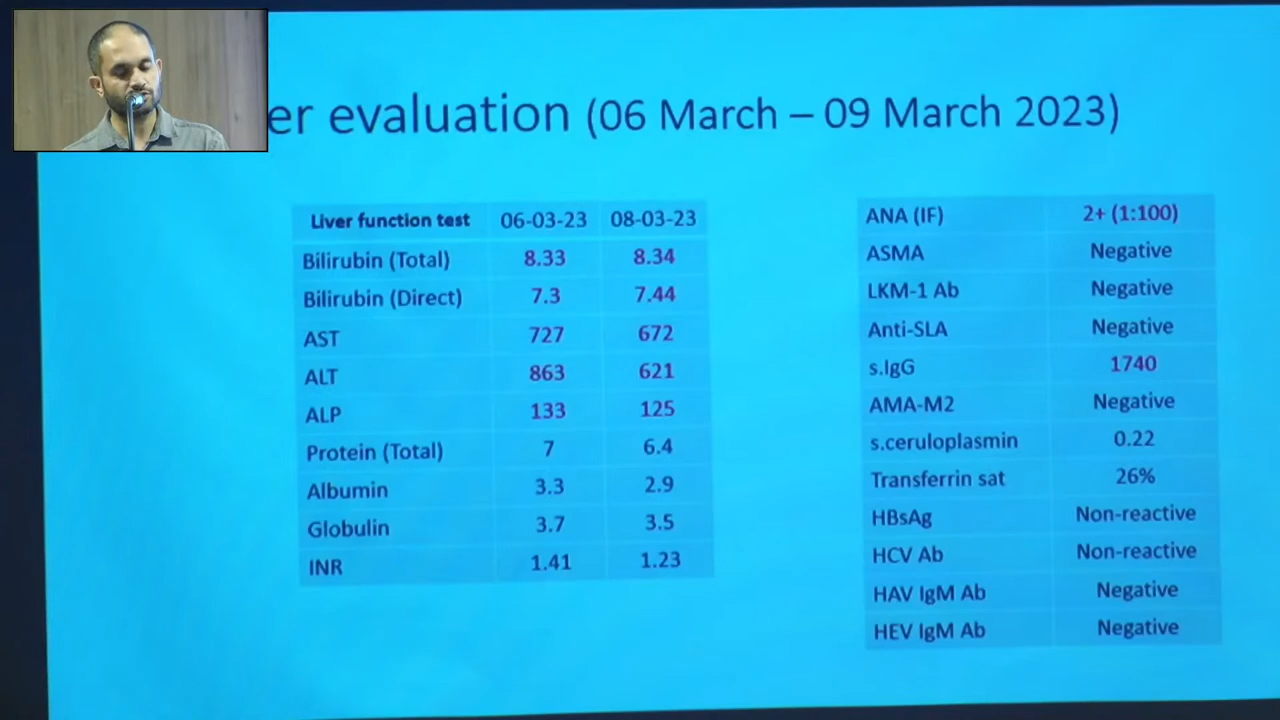 er evaluation (06 March – 09 March 2023)
Liver function test 06-03-23 08-03-23
Bilirubin (Total) 8.33 8.34
Bilirubin (Direct) 7.3 7.44
AST 727 672
ALT 863 621
ALP 133 125
Protein (Total) 7 6.4
Albumin 3.3 2.9
Globulin 3.7 3.5
INR 1.41 1.23
ANA (IF) 2+ (1:100)
ASMA Negative
LKM-1 Ab Negative
Anti-SLA Negative
s.IgG 1740
AMA-M2 Negative
s.ceruloplasmin 0.22
Transferrin sat 26%
HBsAg Non-reactive
HCV Ab Non-reactive
HAV IgM Ab Negative
HEV IgM Ab Negative